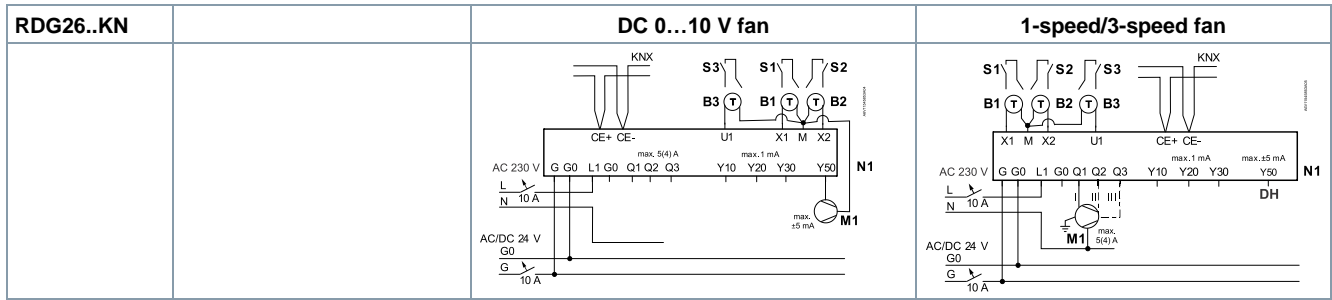 RDG26..KN
DC 0…10 V fan
KNX
S3 S1 S2
B3 T B1 T T B2
CE+ CE- U1 X1 M X2
max. 5(4) A max. 1 mA
AC 230 V G G0 L1 G0 Q1 Q2 Q3 Y10 Y20 Y30 Y50 N1
L
10 A
N
max.
±5 mA
M1
AC/DC 24 V
G0
G
10 A
1-speed/3-speed fan
KNX
S1 S2 S3
B1 T T B2 T B3
X1 M X2 U1 CE+ CE-
max.1 mA max.±5 mA
AC 230 V G G0 L1 G0 Q1 Q2 Q3 Y10 Y20 Y30 Y50 N1
DH
L
10 A
N
I II III
M1
max.
5(4) A
AC/DC 24 V
G0
G
10 A